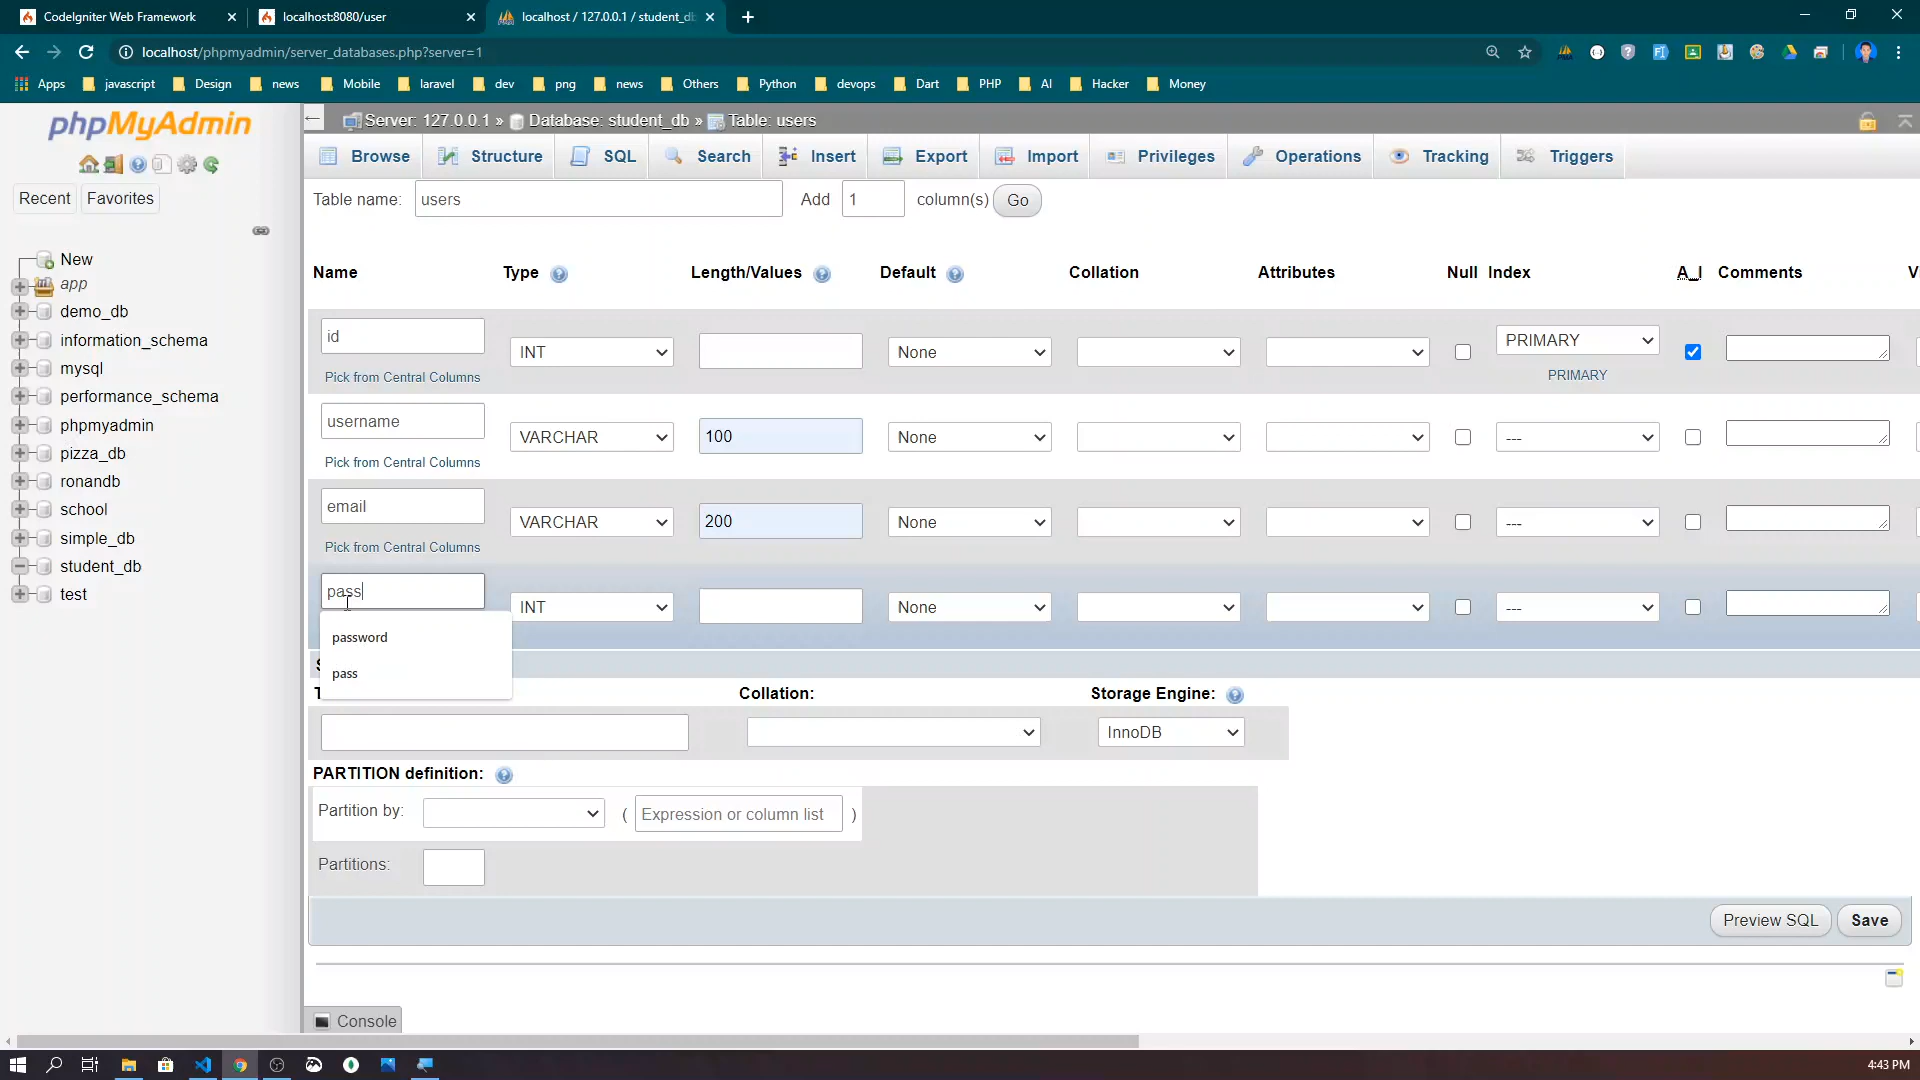 CodeIgniter Web Framework
localhost:8080/user
localhost / 127.0.0.1 / student_db
localhost/phpmyadmin/server_databases.php?server=1
Apps javascript Design news Mobile laravel dev png news Others Python devops Dart PHP AI Hacker Money
phpMyAdmin
Recent Favorites
New
app
demo_db
information_schema
mysql
performance_schema
phpmyadmin
pizza_db
ronandb
school
simple_db
student_db
test
Server: 127.0.0.1 » Database: student_db » Table: users
Browse Structure SQL Search Insert Export Import Privileges Operations Tracking Triggers
Table name: users Add 1 column(s) Go
Name Type Length/Values Default Collation Attributes Null Index A_I Comments
id INT None PRIMARY
Pick from Central Columns PRIMARY
username VARCHAR 100 None ---
Pick from Central Columns
email VARCHAR 200 None ---
Pick from Central Columns
pass INT None ---
password
pass
Collation: Storage Engine:
InnoDB
PARTITION definition:
Partition by: ( Expression or column list )
Partitions:
Preview SQL Save
Console
4:43 PM